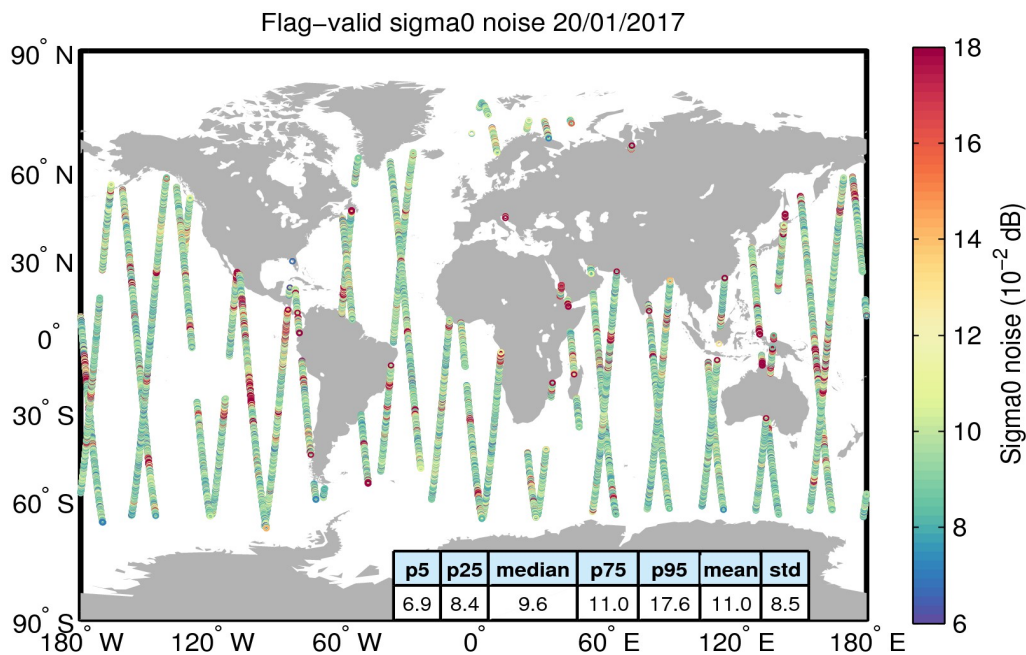 Flag−valid sigma0 noise 20/01/2017
90° N
60° N
30° N
0°
30° S
60° S
90° S
180° W 120° W 60° W 0° 60° E 120° E 180° E
p5 p25 median p75 p95 mean std
6.9 8.4 9.6 11.0 17.6 11.0 8.5
18
16
14
12
10
8
6
Sigma0 noise (10⁻² dB)